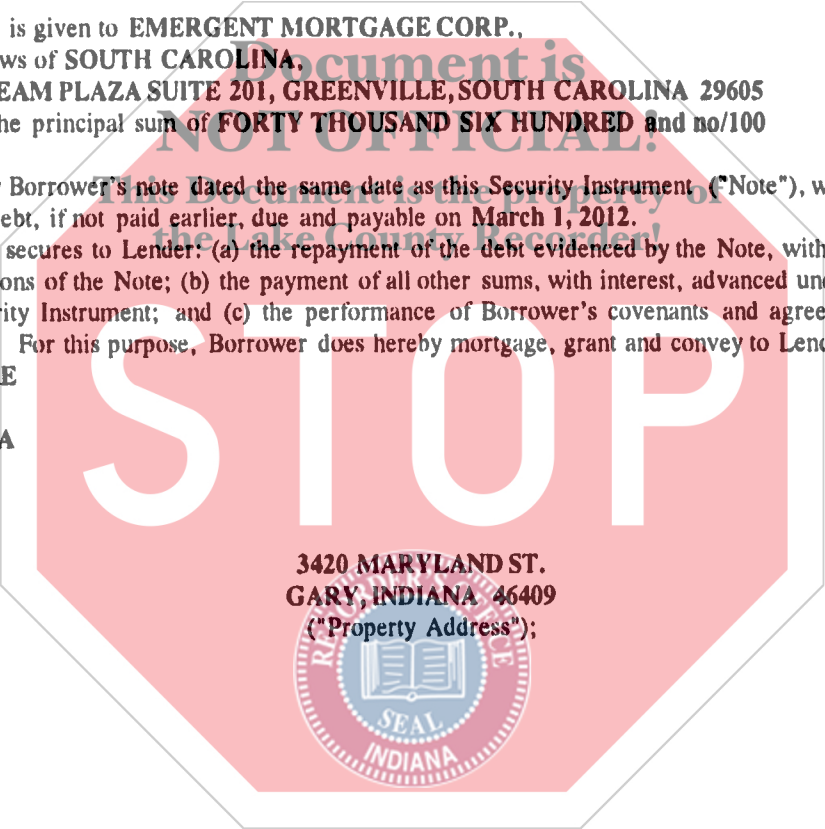 is given to EMERGENT MORTGAGE CORP.,
ws of SOUTH CAROLINA,
Document is
EAM PLAZA SUITE 201, GREENVILLE, SOUTH CAROLINA 29605
he principal sum of FORTY THOUSAND SIX HUNDRED and no/100
NOT OFFICIAL!
Borrower's note dated the same date as this Security Instrument ("Note"), w
This Document is the property of
ebt, if not paid earlier, due and payable on March 1, 2012.
the Lake County Recorder!
secures to Lender: (a) the repayment of the debt evidenced by the Note, with
ons of the Note; (b) the payment of all other sums, with interest, advanced und
rity Instrument; and (c) the performance of Borrower's covenants and agree
For this purpose, Borrower does hereby mortgage, grant and convey to Lend
E
STOP
A
3420 MARYLAND ST.
GARY, INDIANA 46409
("Property Address");
RECORDER'S OFFICE
SEAL
INDIANA